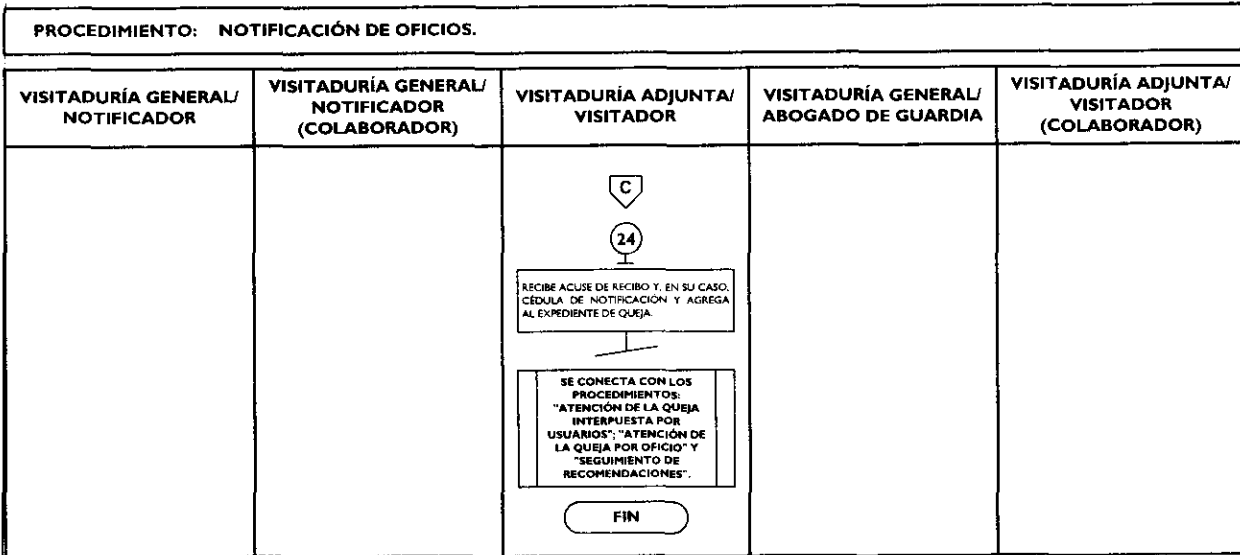 PROCEDIMIENTO: NOTIFICACIÓN DE OFICIOS.
VISITADURÍA GENERAL/
NOTIFICADOR
VISITADURÍA GENERAL/
NOTIFICADOR
(COLABORADOR)
VISITADURÍA ADJUNTA/
VISITADOR
VISITADURÍA GENERAL/
ABOGADO DE GUARDIA
VISITADURÍA ADJUNTA/
VISITADOR
(COLABORADOR)
C
24
RECIBE ACUSE DE RECIBO Y, EN SU CASO,
CÉDULA DE NOTIFICACIÓN Y AGREGA
AL EXPEDIENTE DE QUEJA.
SE CONECTA CON LOS
PROCEDIMIENTOS:
"ATENCIÓN DE LA QUEJA
INTERPUESTA POR
USUARIOS"; "ATENCIÓN DE
LA QUEJA POR OFICIO" Y
"SEGUIMIENTO DE
RECOMENDACIONES".
FIN